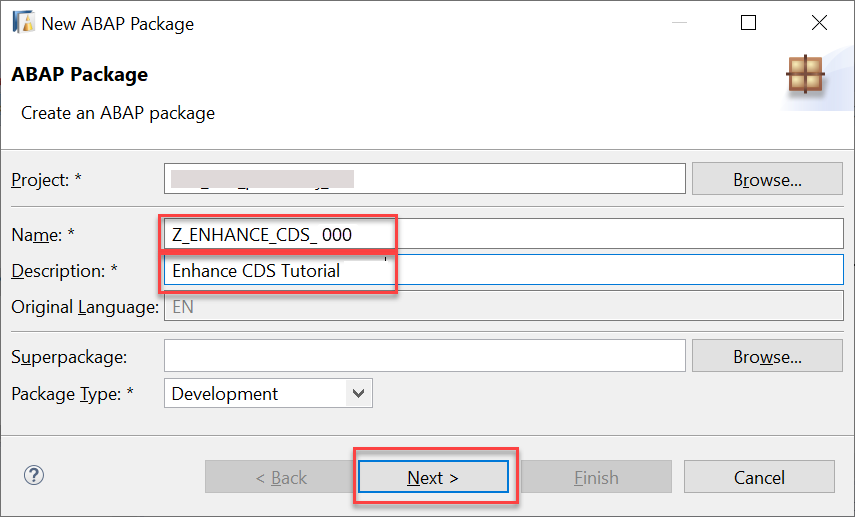 New ABAP Package
ABAP Package
Create an ABAP package
Project: *
Browse...
Name: * Z_ENHANCE_CDS_ 000
Description: * Enhance CDS Tutorial
Original Language: EN
Superpackage: Browse...
Package Type: * Development
? < Back Next > Finish Cancel